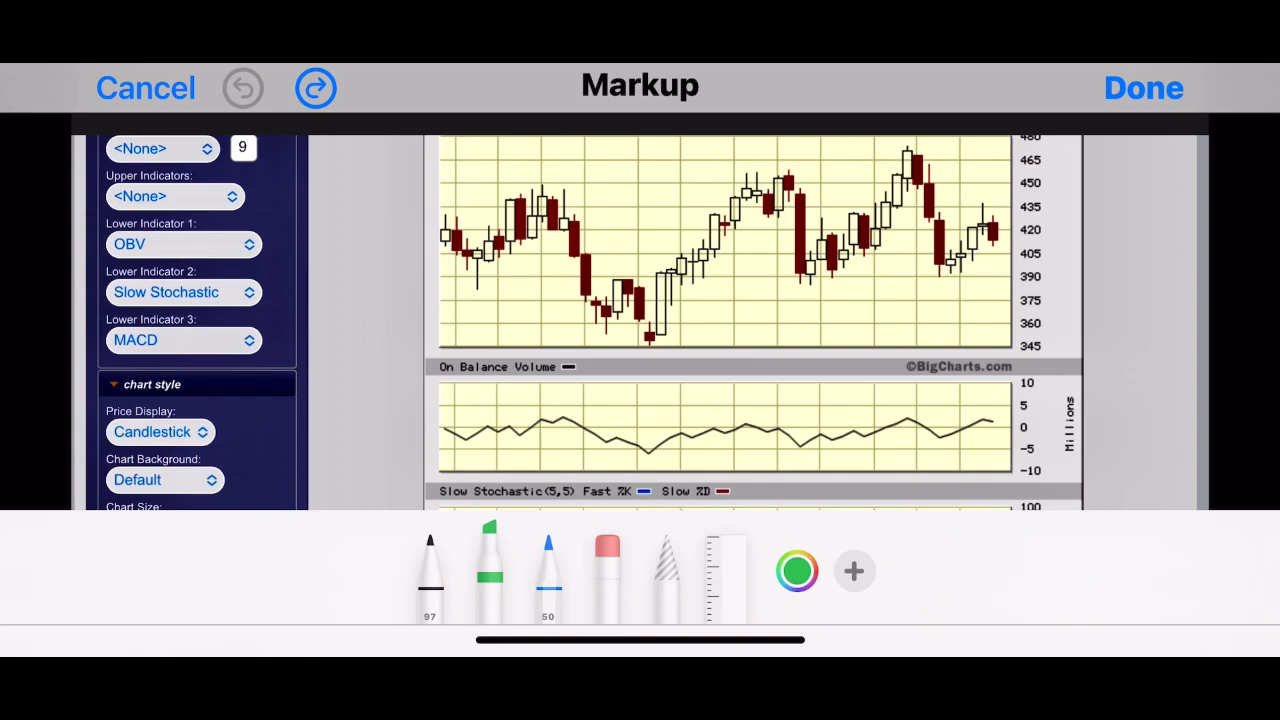 Cancel
Markup
Done
<None>
9
Upper Indicators:
<None>
Lower Indicator 1:
OBV
Lower Indicator 2:
Slow Stochastic
Lower Indicator 3:
MACD
chart style
Price Display:
Candlestick
Chart Background:
Default
Chart Size:
480
465
450
435
420
405
390
375
360
345
On Balance Volume
©BigCharts.com
10
5
0
-5
-10
Millions
Slow Stochastic(5,5) Fast %K Slow %D
100
97
50